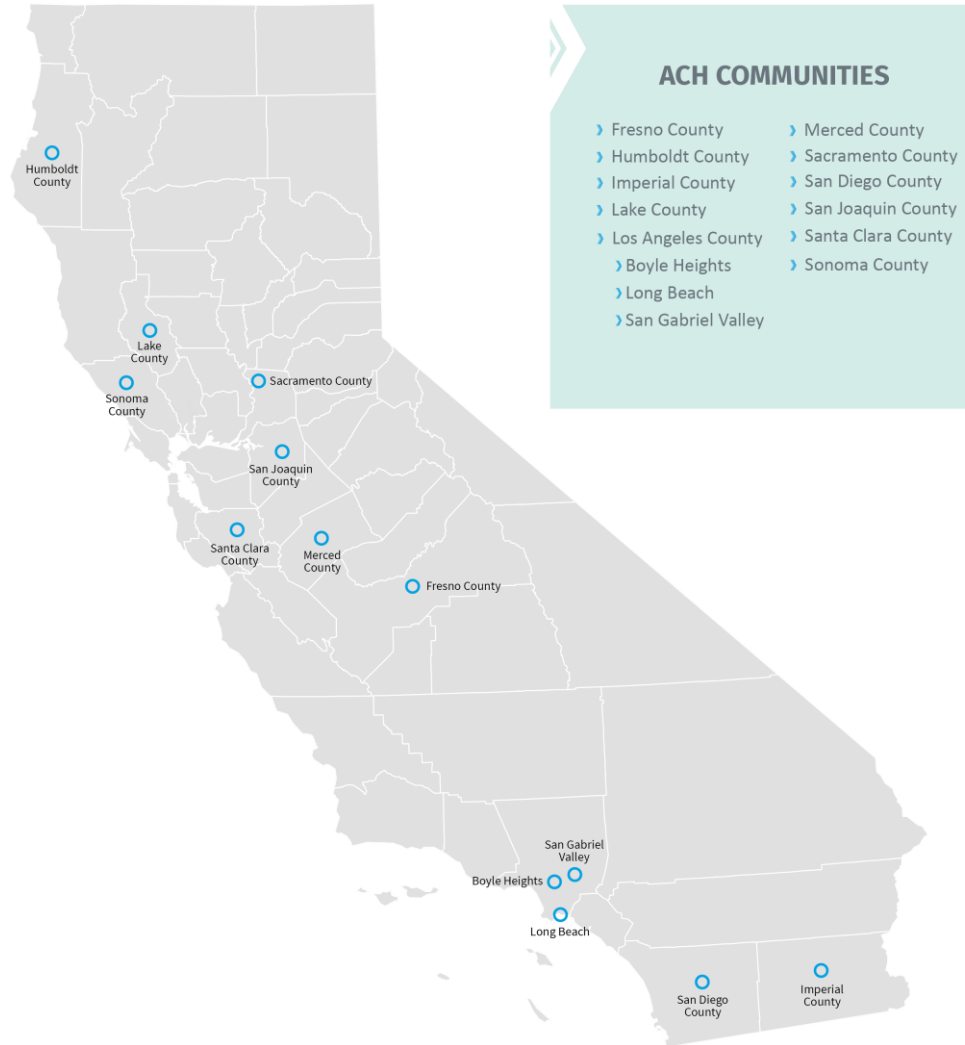 ACH COMMUNITIES
Fresno County
Humboldt County
Imperial County
Lake County
Los Angeles County
Boyle Heights
Long Beach
San Gabriel Valley
Merced County
Sacramento County
San Diego County
San Joaquin County
Santa Clara County
Sonoma County
Humboldt
County
Lake
County
Sonoma
County
Sacramento County
San Joaquin
County
Santa Clara
County
Merced
County
Fresno County
San Gabriel
Valley
Boyle Heights
Long Beach
San Diego
County
Imperial
County